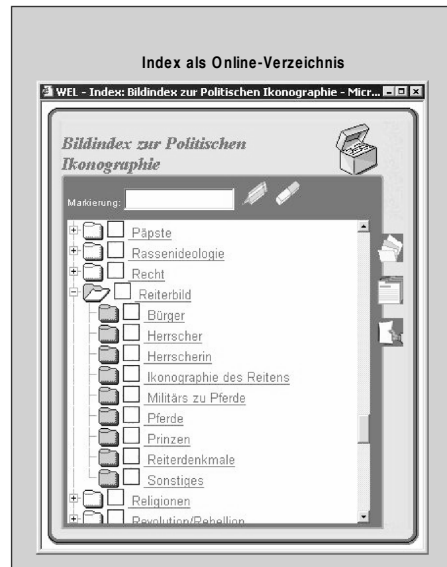 Index als Online-Verzeichnis
WEL - Index: Bildindex zur Politischen Ikonographie - Micr...
Bildindex zur Politischen
Ikonographie
Markierung:
Päpste
Rassenideologie
Recht
Reiterbild
Bürger
Herrscher
Herrscherin
Ikonographie des Reitens
Militärs zu Pferde
Pferde
Prinzen
Reiterdenkmale
Sonstiges
Religionen
Revolution/Rebellion